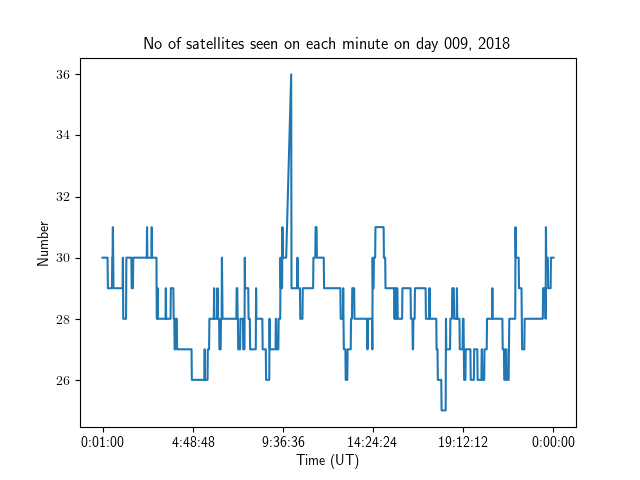 No of satellites seen on each minute on day 009, 2018
36
34
32
30
28
26
Number
0:01:00 4:48:48 9:36:36 14:24:24 19:12:12 0:00:00
Time (UT)